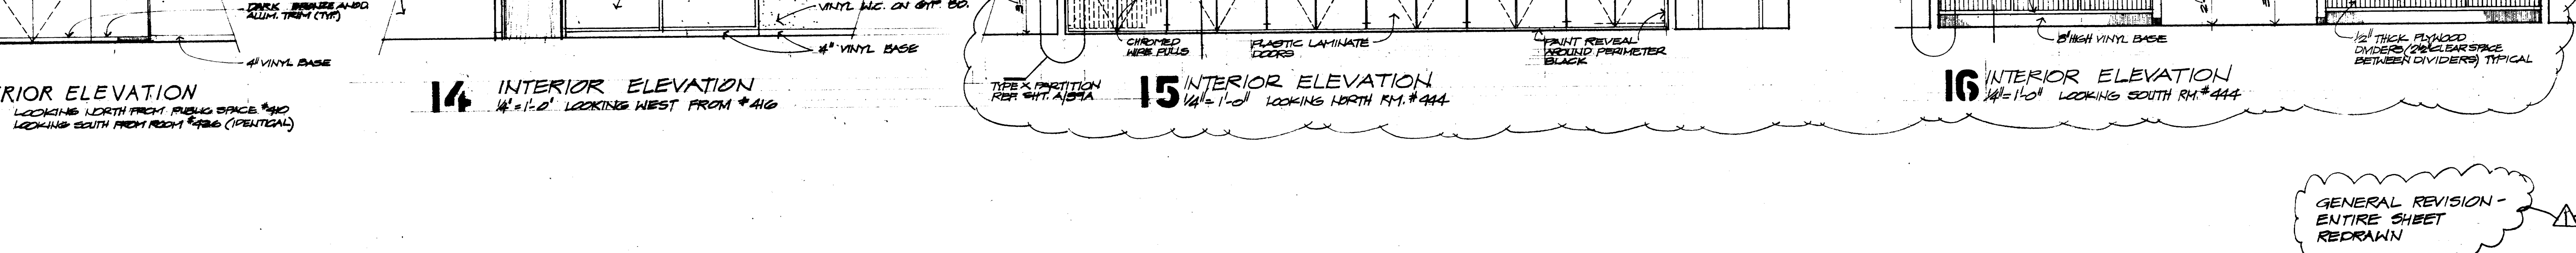 DARK BRONZE ANOD.
ALUM. TRIM (TYP.)
4" VINYL BASE
RIOR ELEVATION
LOOKING NORTH FROM PUBLIC SPACE #410
LOOKING SOUTH FROM ROOM #426 (IDENTICAL)
VINYL W.C. ON GYP. BD.
4" VINYL BASE
14 INTERIOR ELEVATION
1/4"=1'-0" LOOKING WEST FROM #416
CHROMED
WIRE PULLS
PLASTIC LAMINATE
DOORS
PAINT REVEAL
AROUND PERIMETER
BLACK
TYPE X PARTITION
REF. SHT. A/59A
15 INTERIOR ELEVATION
1/4"=1'-0" LOOKING NORTH RM. #444
8" HIGH VINYL BASE
1/2" THICK PLYWOOD
DIVIDERS (2 1/2" CLEAR SPACE
BETWEEN DIVIDERS) TYPICAL
16 INTERIOR ELEVATION
1/4"=1'-0" LOOKING SOUTH RM. #444
GENERAL REVISION -
ENTIRE SHEET
REDRAWN
1